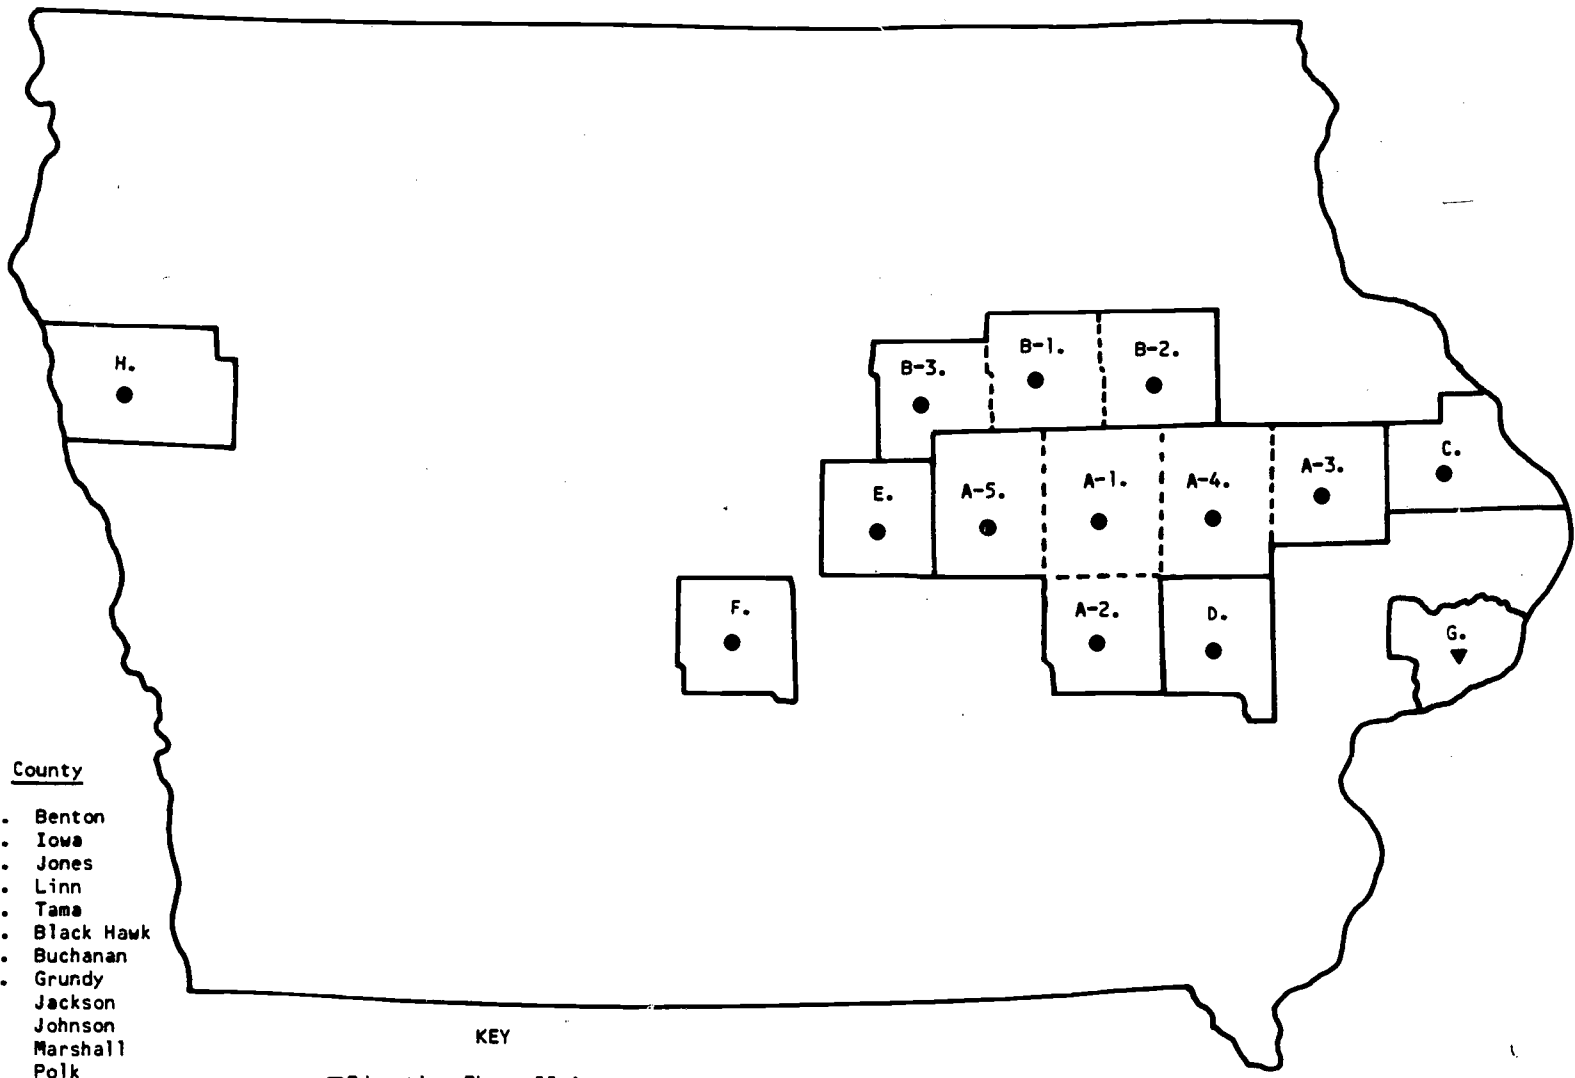 H.
B-3.
B-1.
B-2.
E.
A-5.
A-1.
A-4.
A-3.
C.
F.
A-2.
D.
G.
County
. Benton
. Iowa
. Jones
. Linn
. Tama
. Black Hawk
. Buchanan
. Grundy
Jackson
Johnson
Marshall
Polk
KEY